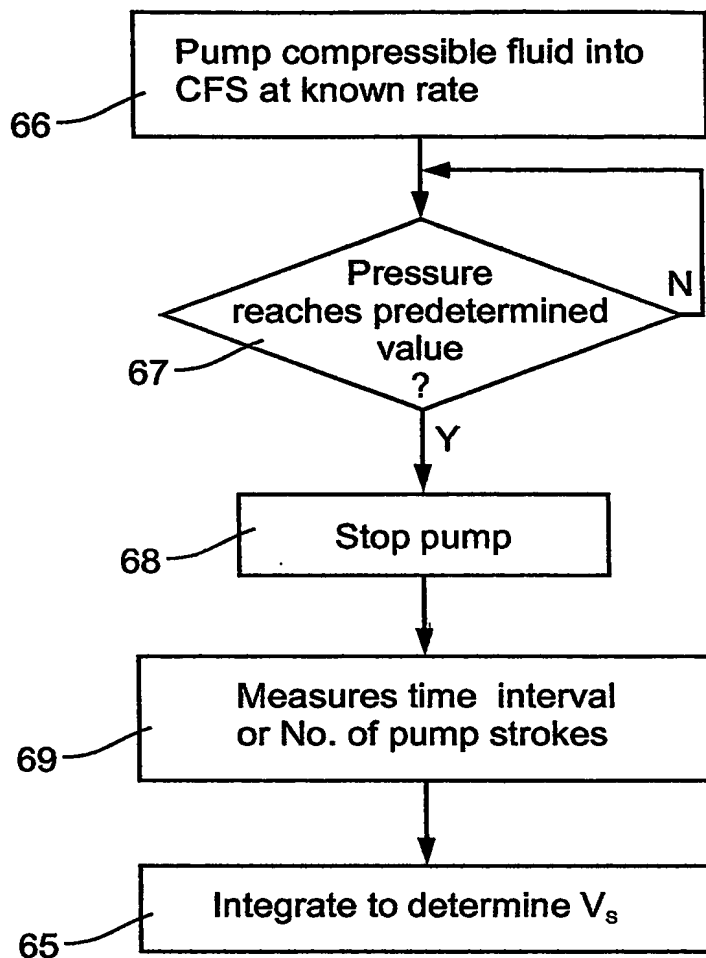 Pump compressible fluid into
CFS at known rate
66
Pressure
reaches predetermined
value
?
N
67
Y
Stop pump
68
Measures time interval
or No. of pump strokes
69
Integrate to determine Vₛ
65